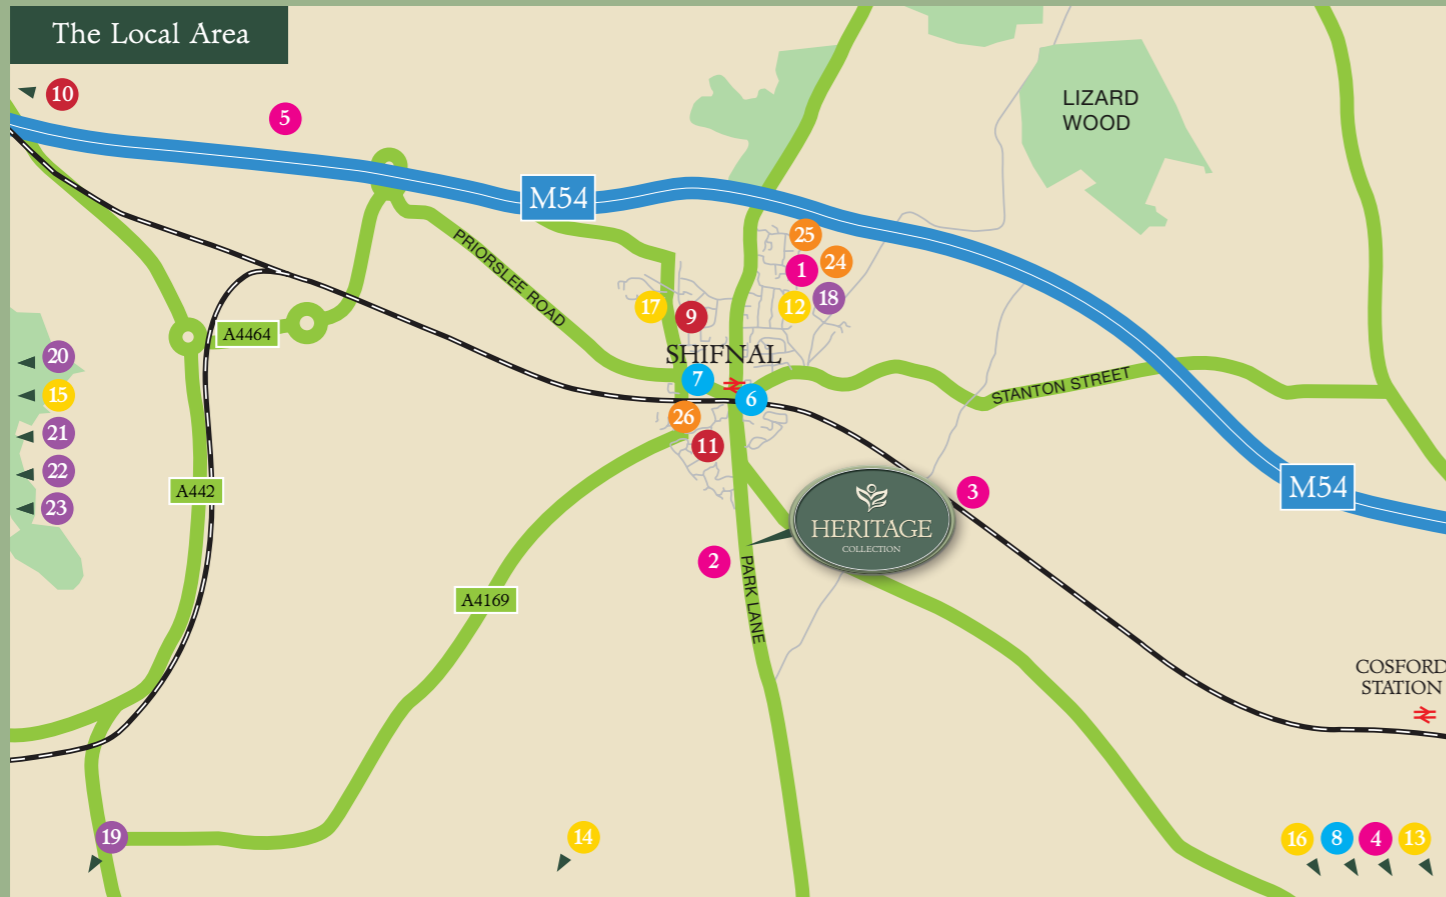 The Local Area
10
5
LIZARD
WOOD
M54
PRIORSLEE ROAD
25
24
1
18
12
17
9
A4464
SHIFNAL
20
7
6
STANTON STREET
15
26
21
11
22
A442
M54
3
23
HERITAGE
COLLECTION
2
PARK LANE
A4169
COSFORD
STATION
19
14
16
8
4
13